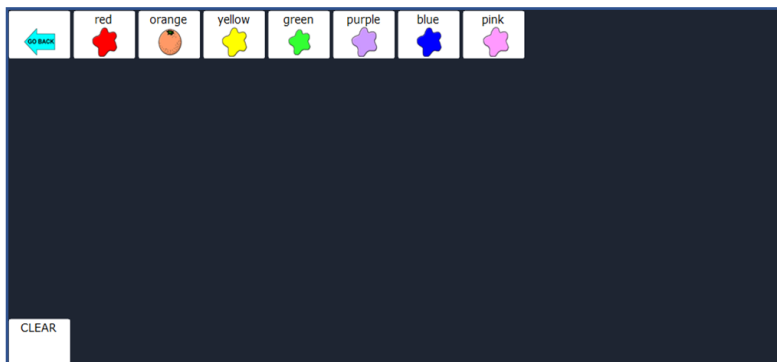 red
orange
yellow
green
purple
blue
pink
GO BACK
CLEAR